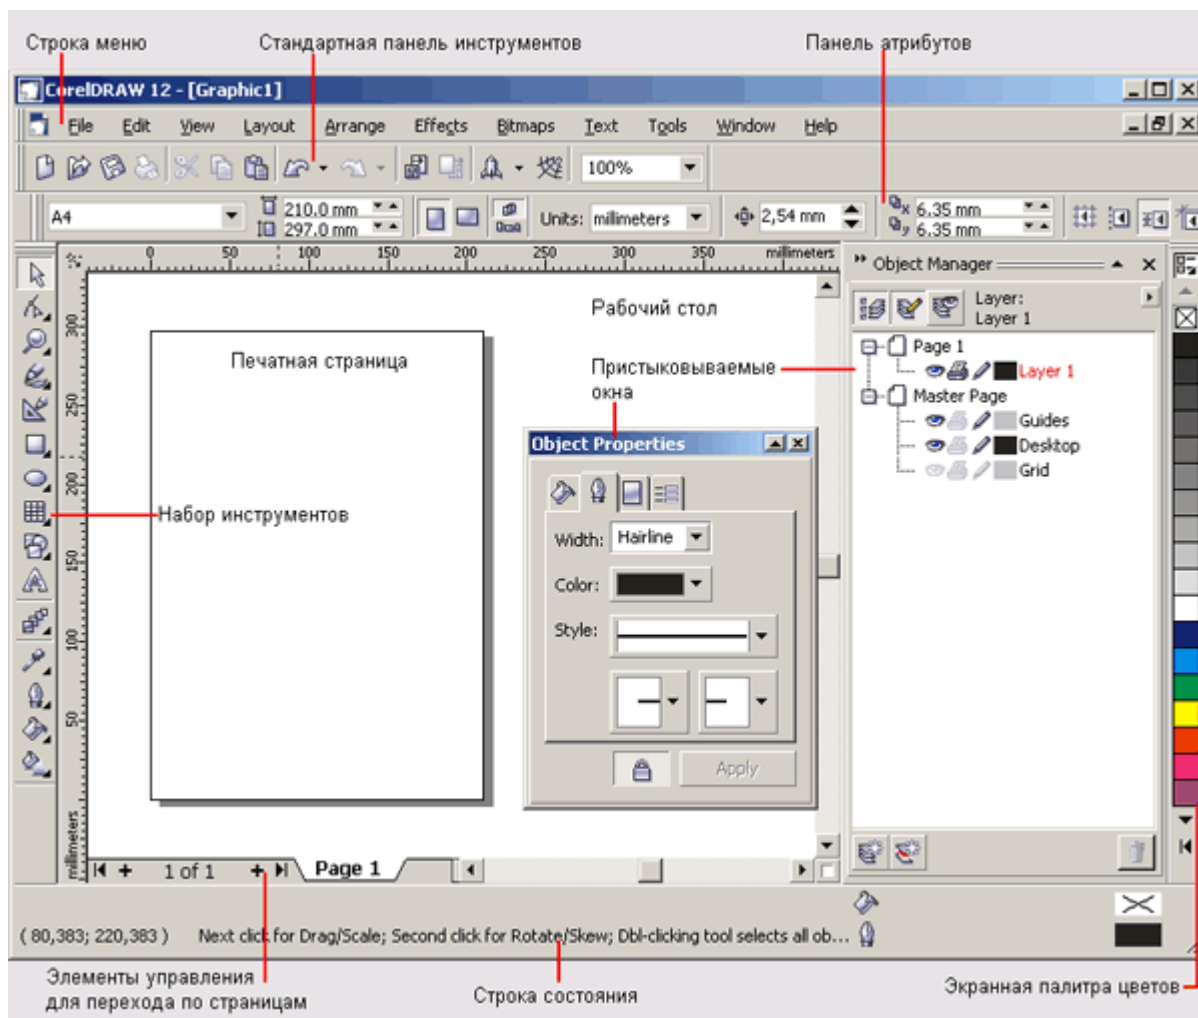 Строка меню
Стандартная панель инструментов
Панель атрибутов
CorelDRAW 12 - [Graphic1]
File Edit View Layout Arrange Effects Bitmaps Text Tools Window Help
100%
A4
210.0 mm
297.0 mm
Units: millimeters
2,54 mm
x 6.35 mm
y 6.35 mm
0 50 100 150 200 250 300 350 millimeters
300
250
200
150
100
50
millimeters
Печатная страница
Рабочий стол
Пристыковываемые
окна
Набор инструментов
Object Properties
Width: Hairline
Color:
Style:
Apply
Object Manager
Layer:
Layer 1
Page 1
Layer 1
Master Page
Guides
Desktop
Grid
1 of 1
Page 1
( 80,383; 220,383 ) Next click for Drag/Scale; Second click for Rotate/Skew; Dbl-clicking tool selects all ob...
Элементы управления
для перехода по страницам
Строка состояния
Экранная палитра цветов